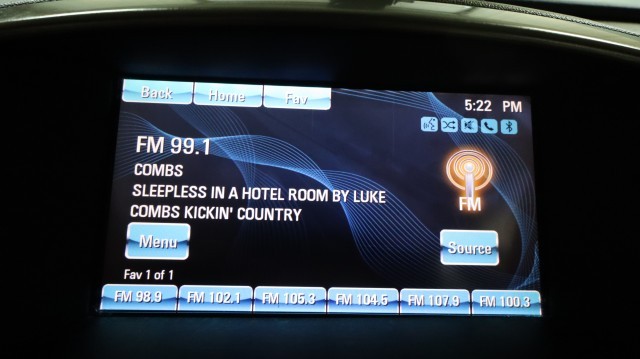 Back Home Fav
5:22 PM
FM 99.1
COMBS
SLEEPLESS IN A HOTEL ROOM BY LUKE
COMBS KICKIN' COUNTRY
FM
Menu
Source
Fav 1 of 1
FM 98.9 FM 102.1 FM 105.3 FM 104.5 FM 107.9 FM 100.3